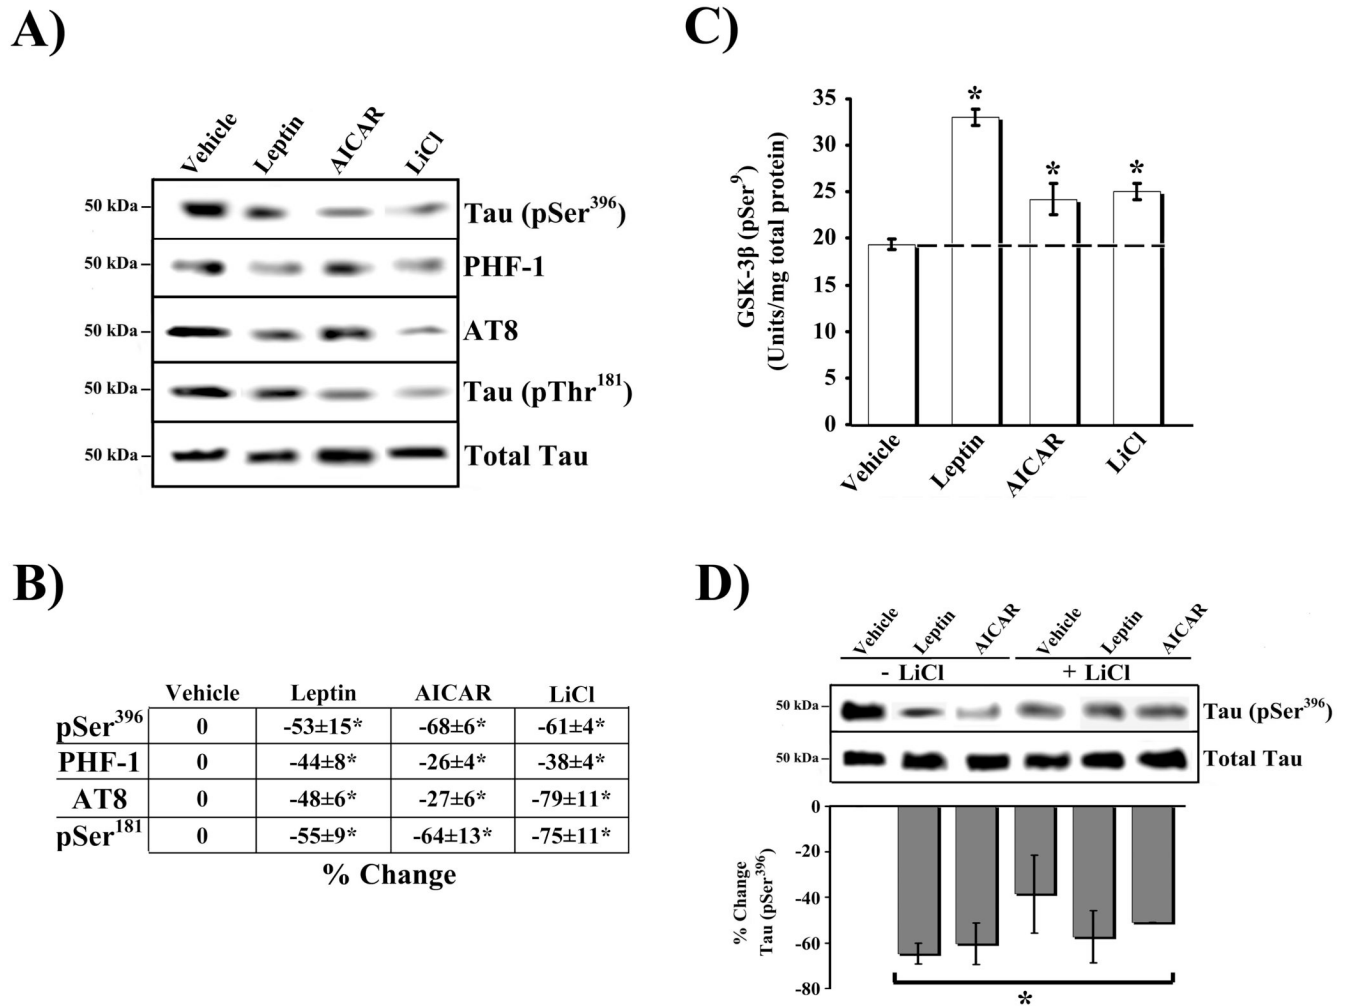 A)
Vehicle Leptin AICAR LiCl
50 kDa Tau (pSer396)
50 kDa PHF-1
50 kDa AT8
50 kDa Tau (pThr181)
50 kDa Total Tau
B)
Vehicle Leptin AICAR LiCl
pSer396 0 -53±15* -68±6* -61±4*
PHF-1 0 -44±8* -26±4* -38±4*
AT8 0 -48±6* -27±6* -79±11*
pSer181 0 -55±9* -64±13* -75±11*
% Change
C)
GSK-3β (pSer9)
(Units/mg total protein)
35
30
25
20
15
10
5
0
* * *
Vehicle Leptin AICAR LiCl
D)
Vehicle Leptin AICAR Vehicle Leptin AICAR
- LiCl + LiCl
50 kDa Tau (pSer396)
50 kDa Total Tau
% Change
Tau (pSer396)
0
-20
-40
-60
-80
*